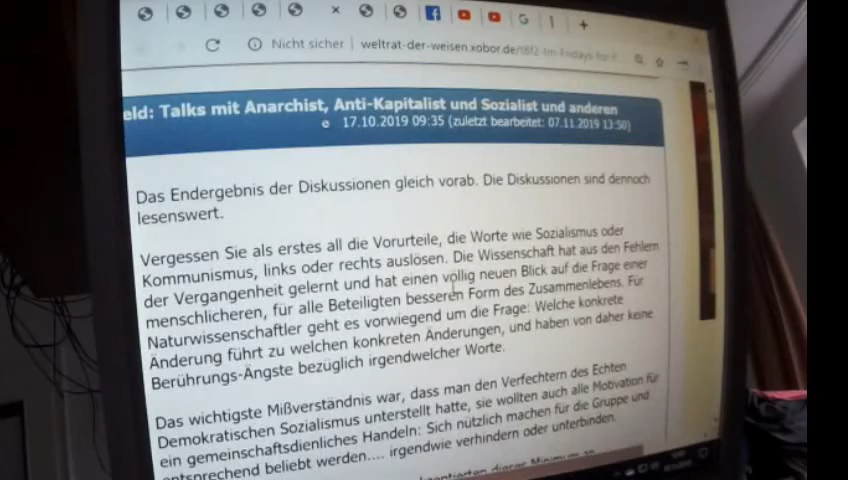 Nicht sicher | weltrat-der-weisen.xobor.de/t8f2-Im-Fridays-for-F
eld: Talks mit Anarchist, Anti-Kapitalist und Sozialist und anderen
17.10.2019 09:35 (zuletzt bearbeitet: 07.11.2019 13:50)
Das Endergebnis der Diskussionen gleich vorab. Die Diskussionen sind dennoch
lesenswert.
Vergessen Sie als erstes all die Vorurteile, die Worte wie Sozialismus oder
Kommunismus, links oder rechts auslösen. Die Wissenschaft hat aus den Fehlern
der Vergangenheit gelernt und hat einen völlig neuen Blick auf die Frage einer
menschlicheren, für alle Beteiligten besseren Form des Zusammenlebens. Für
Naturwissenschaftler geht es vorwiegend um die Frage: Welche konkrete
Änderung führt zu welchen konkreten Änderungen, und haben von daher keine
Berührungs-Ängste bezüglich irgendwelcher Worte.
Das wichtigste Mißverständnis war, dass man den Verfechtern des Echten
Demokratischen Sozialismus unterstellt hatte, sie wollten auch alle Motivation für
ein gemeinschaftsdienliches Handeln: Sich nützlich machen für die Gruppe und
entsprechend beliebt werden.... irgendwie verhindern oder unterbinden.